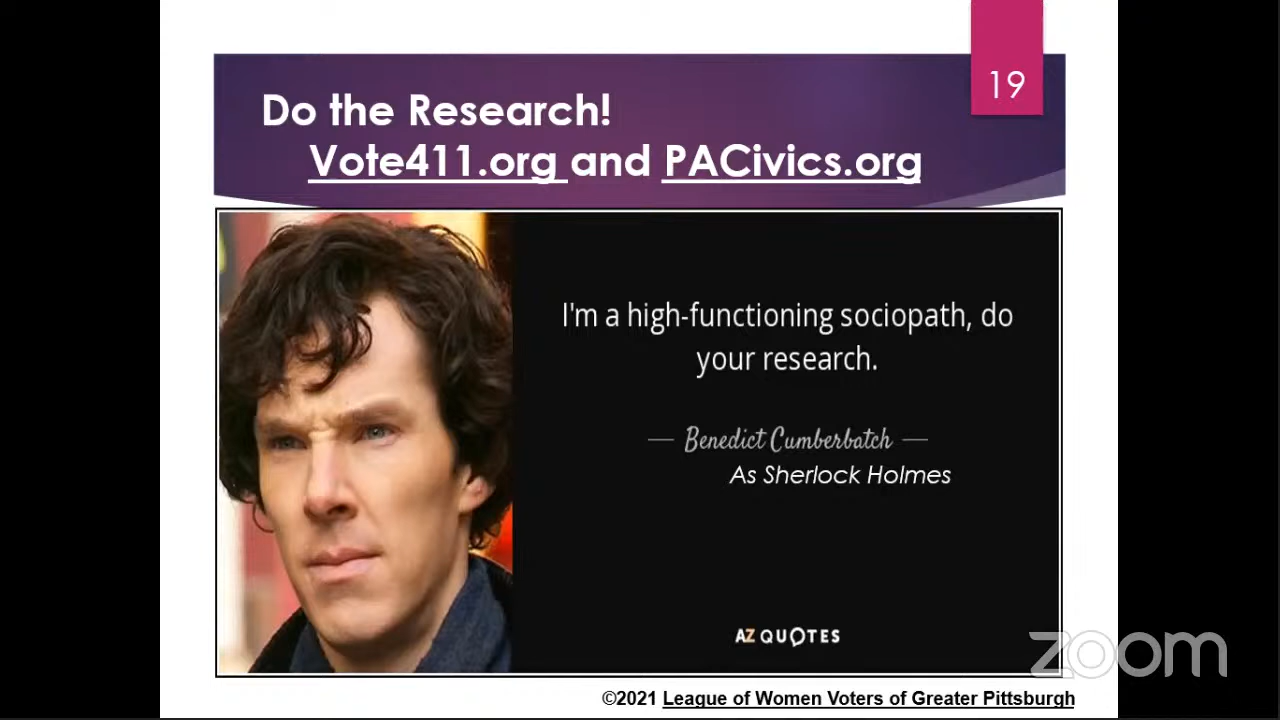 19
Do the Research!
Vote411.org and PACivics.org
I'm a high-functioning sociopath, do
your research.
— Benedict Cumberbatch —
As Sherlock Holmes
AZ QUOTES
zoom
©2021 League of Women Voters of Greater Pittsburgh